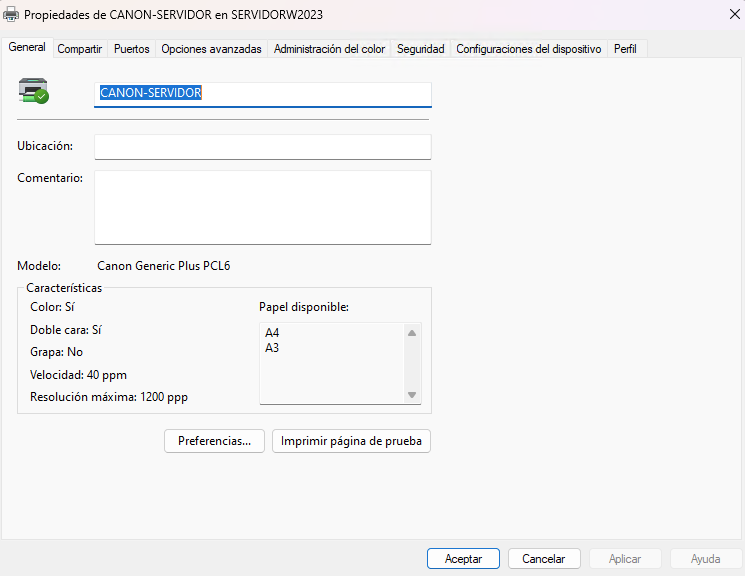 Propiedades de CANON-SERVIDOR en SERVIDORW2023
General Compartir Puertos Opciones avanzadas Administración del color Seguridad Configuraciones del dispositivo Perfil
CANON-SERVIDOR
Ubicación:
Comentario:
Modelo: Canon Generic Plus PCL6
Características
Color: Sí
Papel disponible:
Doble cara: Sí
A4
Grapa: No
A3
Velocidad: 40 ppm
Resolución máxima: 1200 ppp
Preferencias... Imprimir página de prueba
Aceptar Cancelar Aplicar Ayuda